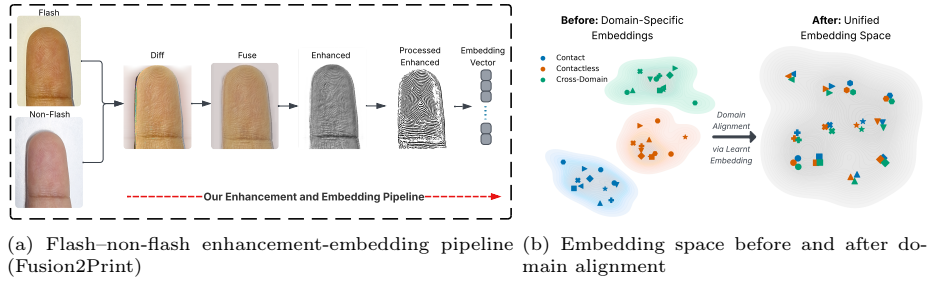 Flash
Non-Flash
Diff
Fuse
Enhanced
Processed
Enhanced
Embedding
Vector
Our Enhancement and Embedding Pipeline
Before: Domain-Specific
Embeddings
Contact
Contactless
Cross-Domain
Domain
Alignment
via Learnt
Embedding
After: Unified
Embedding Space
(a) Flash–non-flash enhancement-embedding pipeline
(Fusion2Print)
(b) Embedding space before and after do-
main alignment